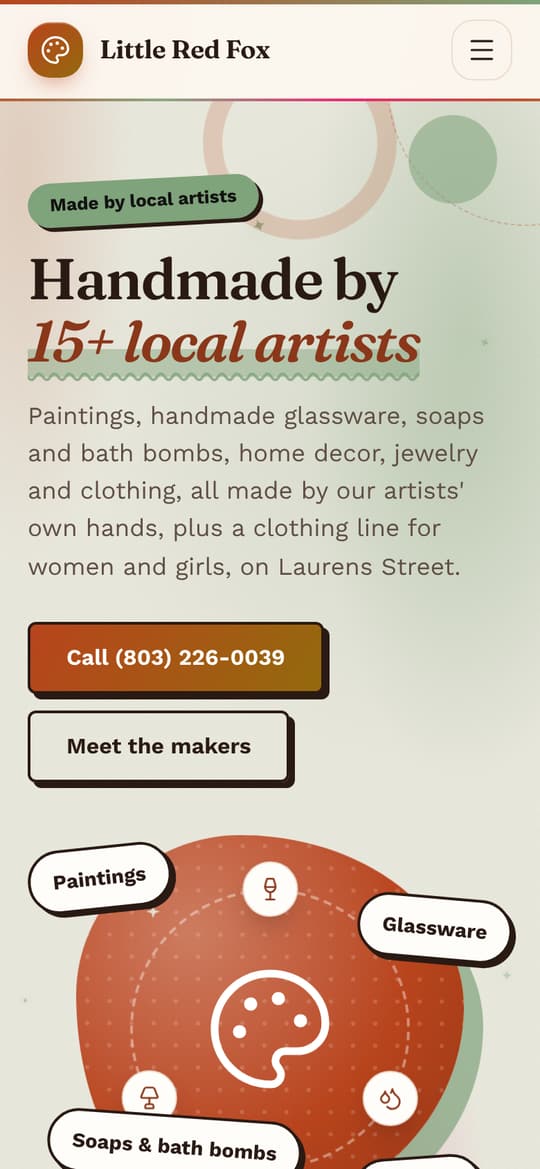 Little Red Fox
Made by local artists
Handmade by
15+ local artists
Paintings, handmade glassware, soaps
and bath bombs, home decor, jewelry
and clothing, all made by our artists'
own hands, plus a clothing line for
women and girls, on Laurens Street.
Call (803) 226-0039
Meet the makers
Paintings
Glassware
Soaps & bath bombs